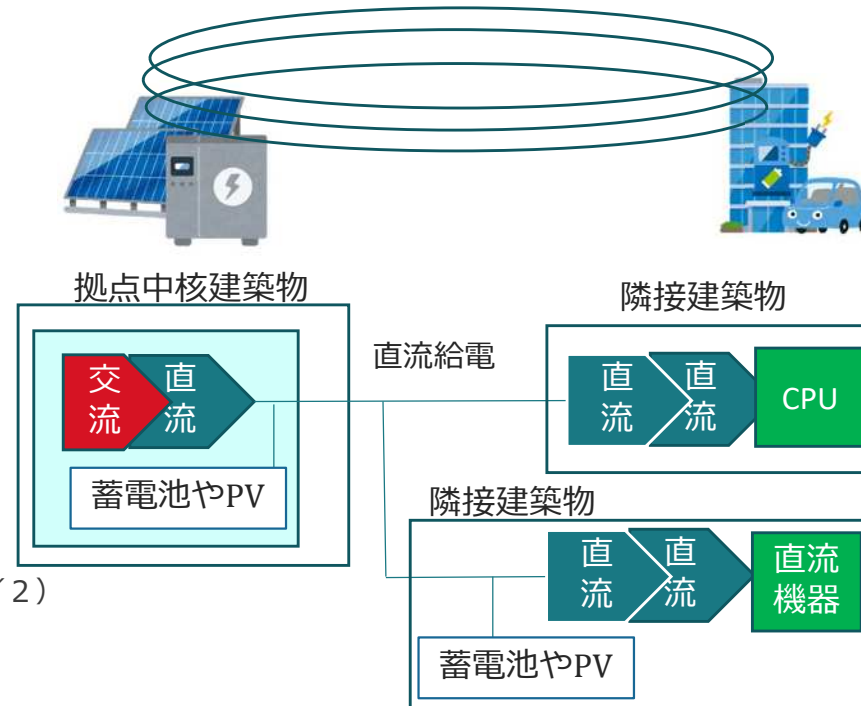 拠点中核建築物
隣接建築物
直流給電
交流
直流
直流
直流
CPU
蓄電池やPV
隣接建築物
直流
直流
直流
機器
2）
蓄電池やPV